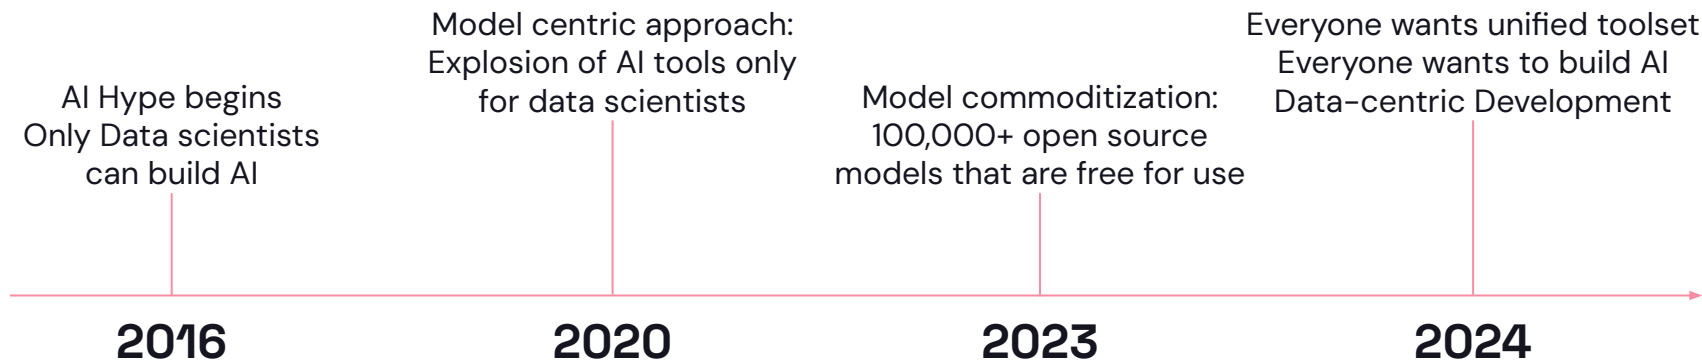 AI Hype begins
Only Data scientists
can build AI
2016
Model centric approach:
Explosion of AI tools only
for data scientists
2020
Model commoditization:
100,000+ open source
models that are free for use
2023
Everyone wants unified toolset
Everyone wants to build AI
Data-centric Development
2024